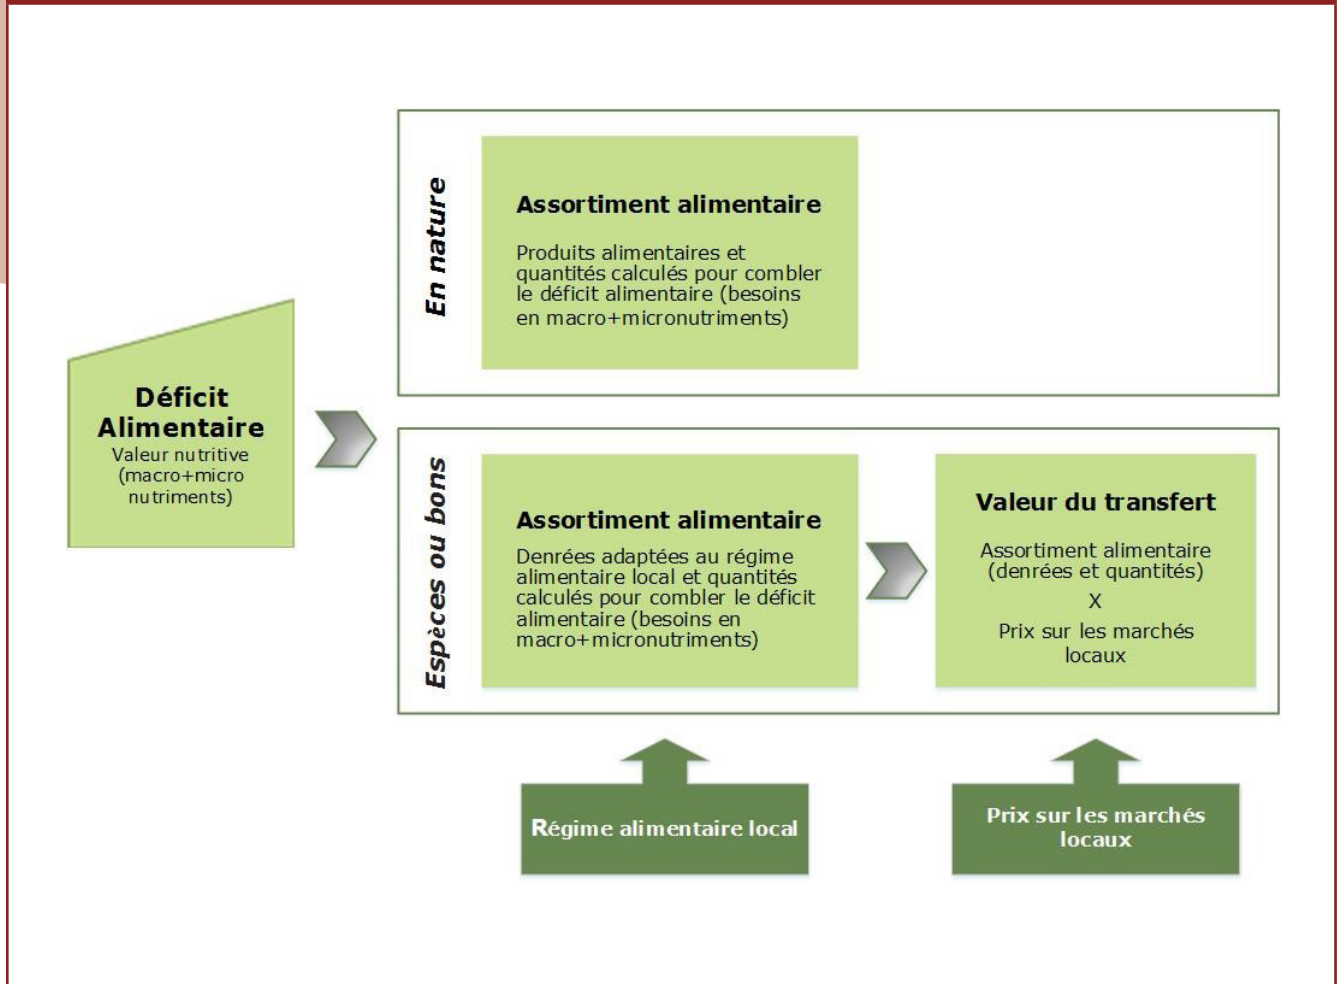 Déficit
Alimentaire
Valeur nutritive
(macro+micro
nutriments)
En nature
Assortiment alimentaire
Produits alimentaires et
quantités calculés pour combler
le déficit alimentaire (besoins
en macro+micronutriments)
Espèces ou bons
Assortiment alimentaire
Denrées adaptées au régime
alimentaire local et quantités
calculés pour combler le déficit
alimentaire (besoins en
macro+micronutriments)
Valeur du transfert
Assortiment alimentaire
(denrées et quantités)
X
Prix sur les marchés
locaux
Régime alimentaire local
Prix sur les marchés
locaux